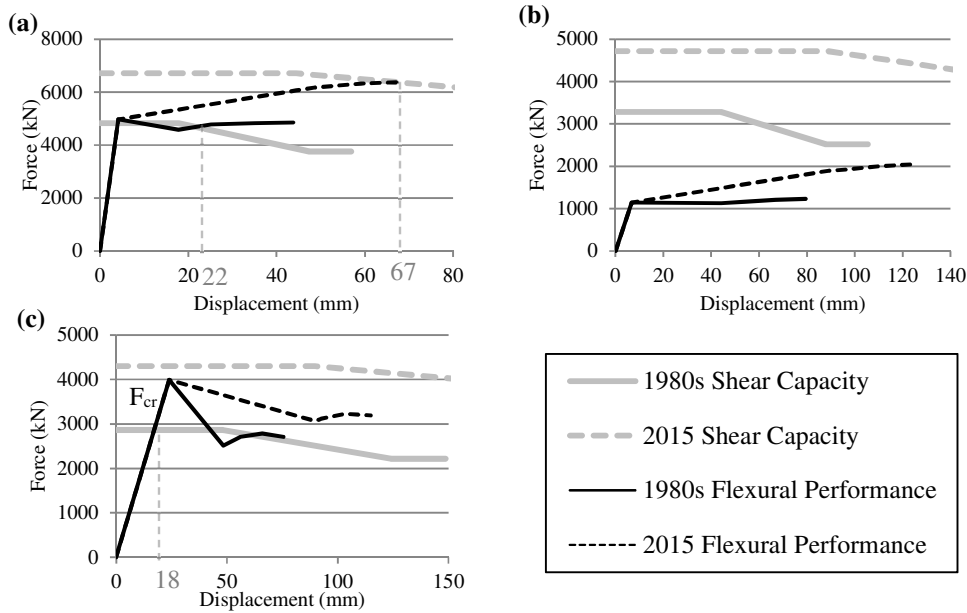 (a)
8000
6000
4000
2000
0
Force (kN)
0
20
22
40
60
67
80
Displacement (mm)
(b)
5000
4000
3000
2000
1000
0
Force (kN)
0 20 40 60 80 100 120 140
Displacement (mm)
(c)
5000
4000
3000
2000
1000
0
Force (kN)
Fcr
0
18
50
100
150
Displacement (mm)
1980s Shear Capacity
2015 Shear Capacity
1980s Flexural Performance
2015 Flexural Performance